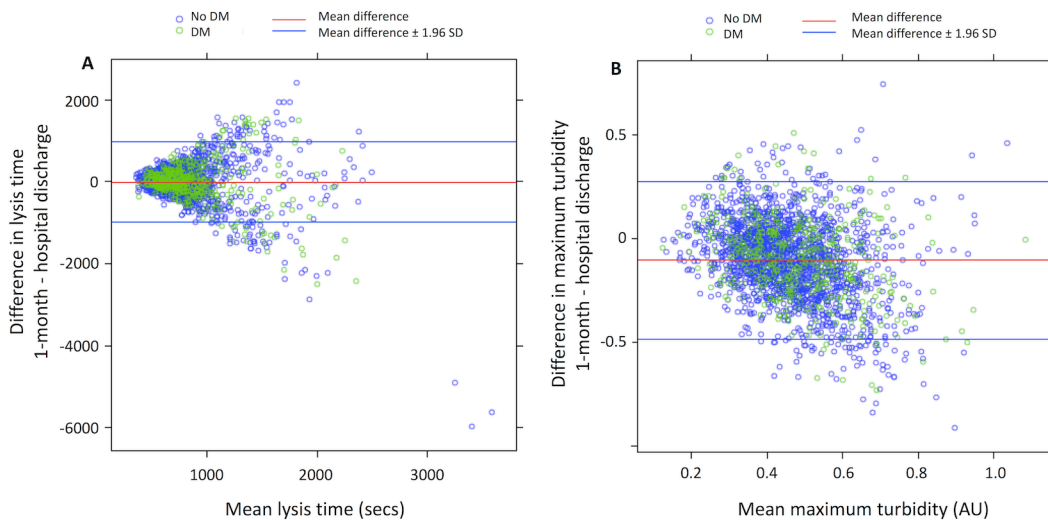 No DM
Mean difference
DM
Mean difference ± 1.96 SD
A
Difference in lysis time
1-month - hospital discharge
2000
0
-2000
-4000
-6000
1000
2000
3000
Mean lysis time (secs)
No DM
Mean difference
DM
Mean difference ± 1.96 SD
B
Difference in maximum turbidity
1-month - hospital discharge
0.5
0
-0.5
0.2
0.4
0.6
0.8
1.0
Mean maximum turbidity (AU)